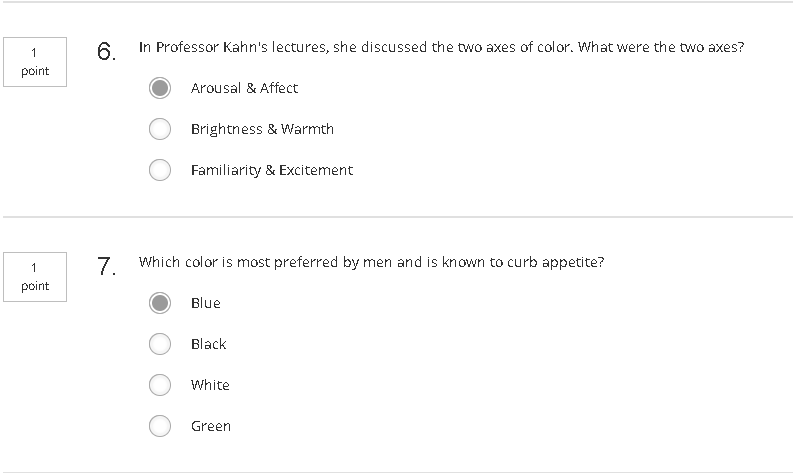 1
point
6.
In Professor Kahn's lectures, she discussed the two axes of color. What were the two axes?
Arousal & Affect
Brightness & Warmth
Familiarity & Excitement
1
point
7.
Which color is most preferred by men and is known to curb appetite?
Blue
Black
White
Green